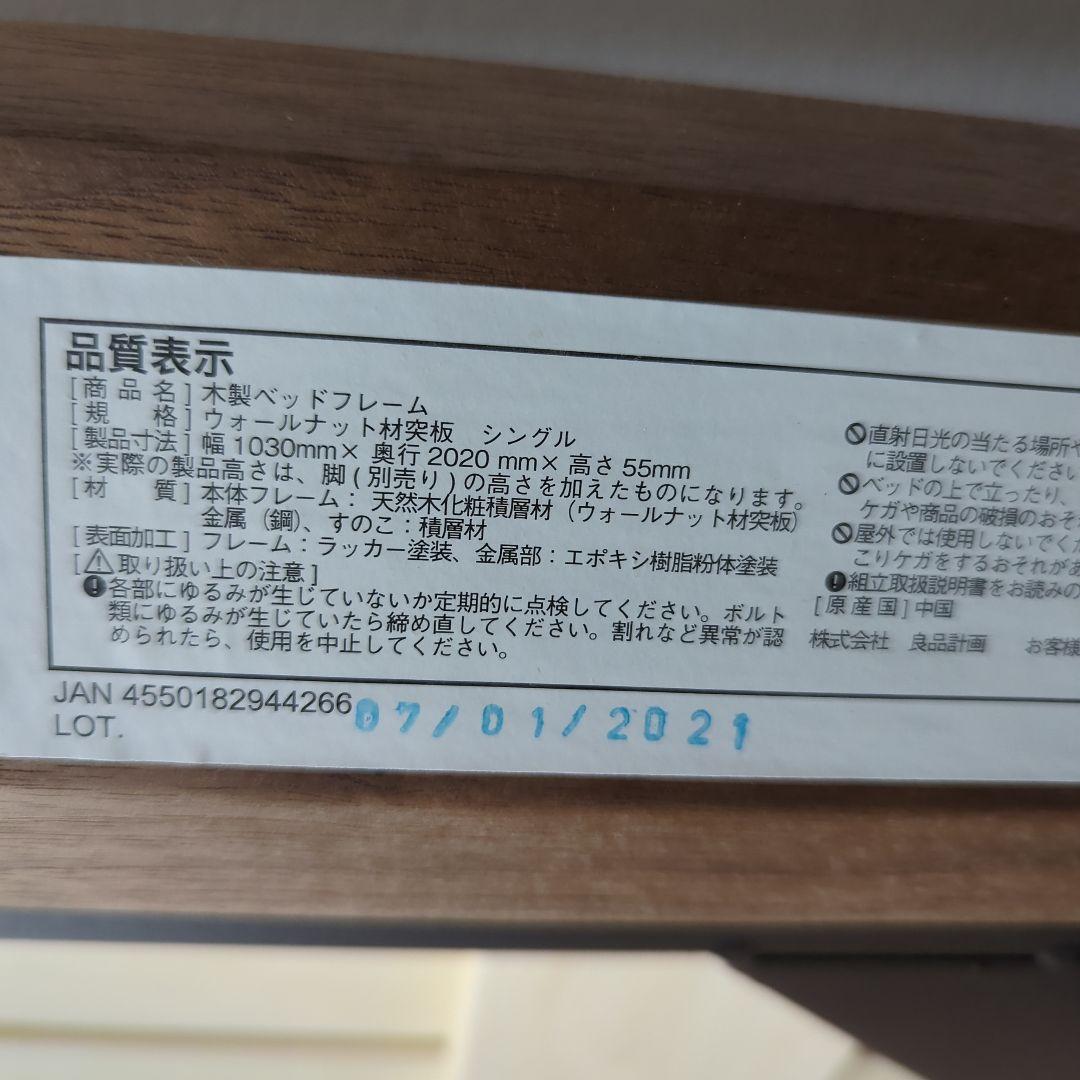 品質表示
[商品名] 木製ベッドフレーム
[規　格] ウォールナット材突板　シングル
[製品寸法] 幅 1030mm× 奥行 2020 mm× 高さ 55mm
※実際の製品高さは、脚 (別売り) の高さを加えたものになります。
[材　質] 本体フレーム： 天然木化粧積層材（ウォールナット材突板）
金属（鋼）、すのこ：積層材
[表面加工] フレーム：ラッカー塗装、金属部：エポキシ樹脂粉体塗装
[⚠取り扱い上の注意]
各部にゆるみが生じていないか定期的に点検してください。ボルト
類にゆるみが生じていたら締め直してください。割れなど異常が認
められたら、使用を中止してください。
直射日光の当たる場所や
に設置しないでください
ベッドの上で立ったり、
ケガや商品の破損のおそ
屋外では使用しないでくだ
こりケガをするおそれがあ
組立取扱説明書をお読みの
[原産国] 中国
株式会社　良品計画　お客様
JAN 4550182944266
LOT. 07/01/2021